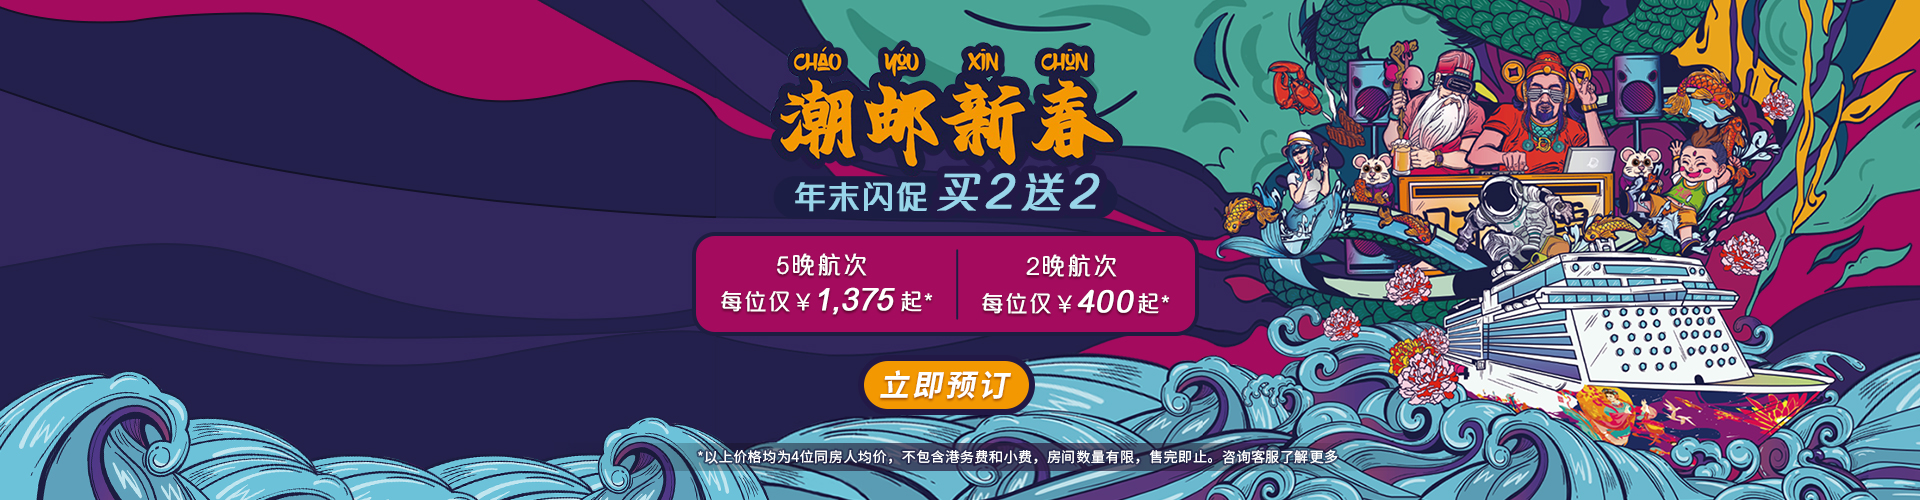 CHÁO YÓU XĪN CHŪN
潮邮新春
年末闪促 买2送2
5晚航次
每位仅￥1,375起*
2晚航次
每位仅￥400起*
立即预订
*以上价格均为4位同房人均价，不包含港务费和小费，房间数量有限，售完即止。咨询客服了解更多